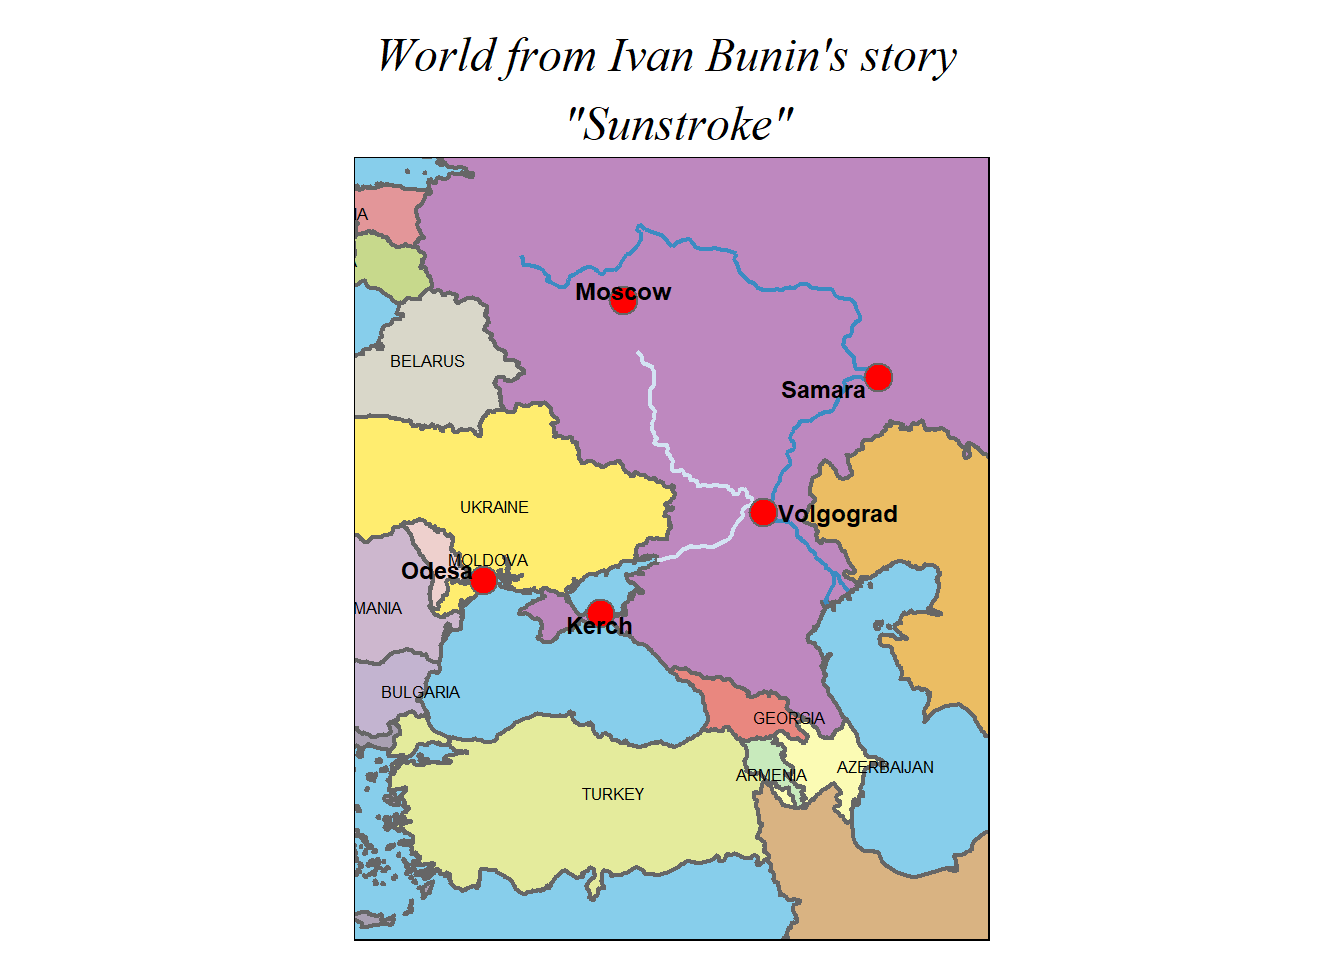 World from Ivan Bunin's story
"Sunstroke"
IA
Moscow
BELARUS
Samara
UKRAINE
Volgograd
MOLDOVA
Odesa
MANIA
Kerch
BULGARIA
GEORGIA
AZERBAIJAN
ARMENIA
TURKEY